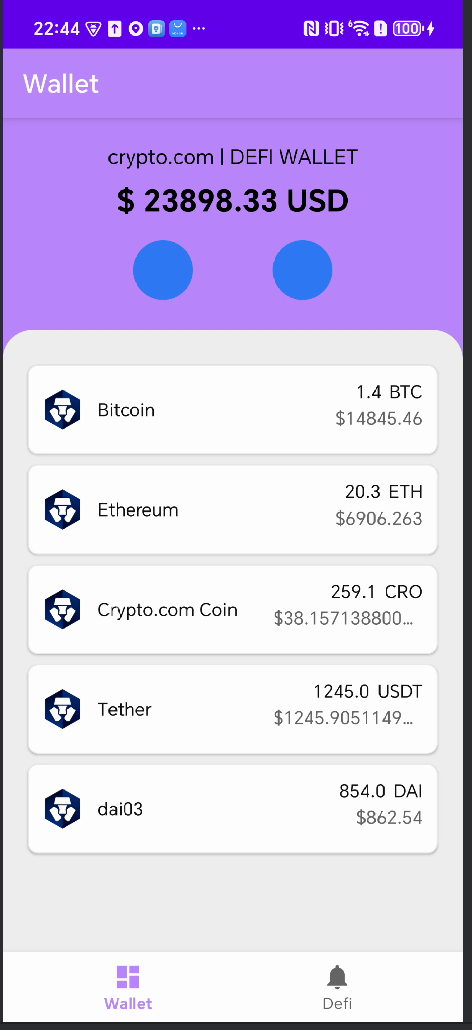 22:44
100
Wallet
crypto.com | DEFI WALLET
$ 23898.33 USD
Bitcoin
1.4 BTC
$14845.46
Ethereum
20.3 ETH
$6906.263
Crypto.com Coin
259.1 CRO
$38.157138800...
Tether
1245.0 USDT
$1245.9051149...
dai03
854.0 DAI
$862.54
Wallet
Defi